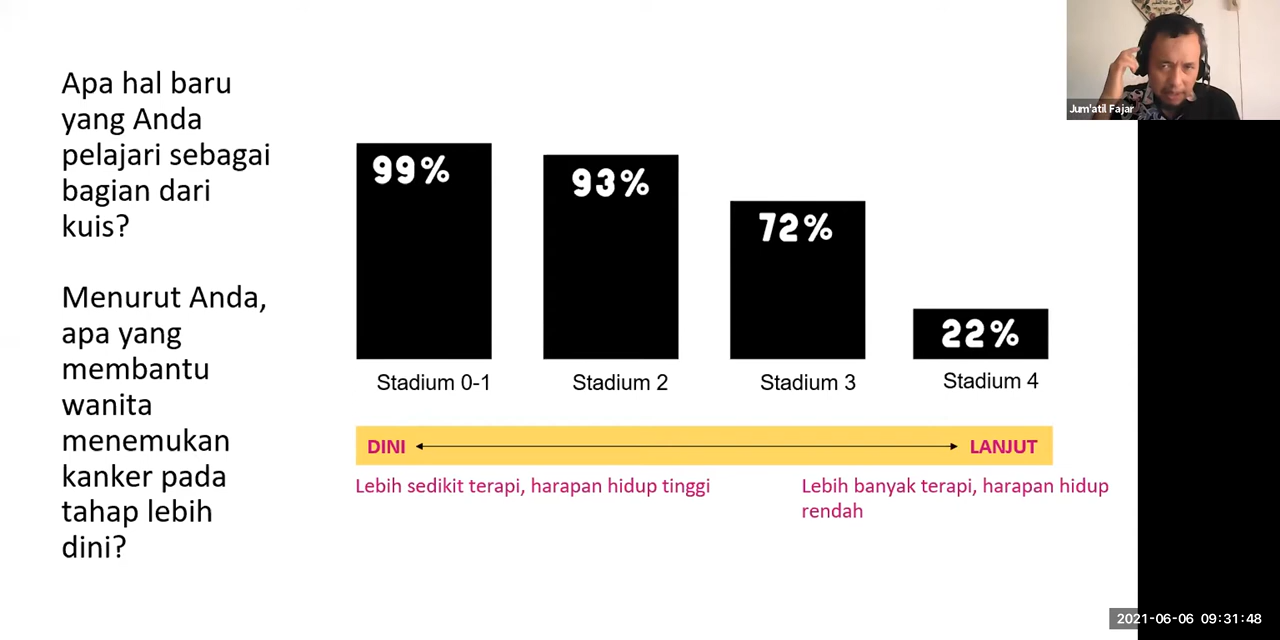 Apa hal baru
yang Anda
pelajari sebagai
bagian dari
kuis?
Menurut Anda,
apa yang
membantu
wanita
menemukan
kanker pada
tahap lebih
dini?
99%
93%
72%
22%
Stadium 0-1
Stadium 2
Stadium 3
Stadium 4
DINI
LANJUT
Lebih sedikit terapi, harapan hidup tinggi
Lebih banyak terapi, harapan hidup
rendah
Jum'atil Fajar
2021-06-06 09:31:48